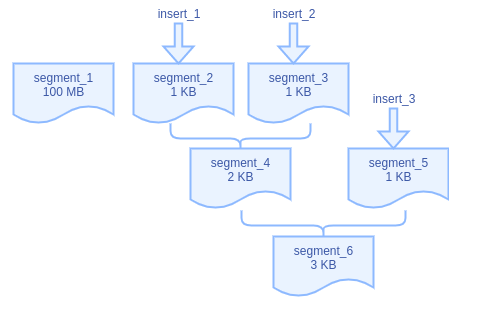 insert_1
insert_2
segment_1
100 MB
segment_2
1 KB
segment_3
1 KB
insert_3
segment_4
2 KB
segment_5
1 KB
segment_6
3 KB